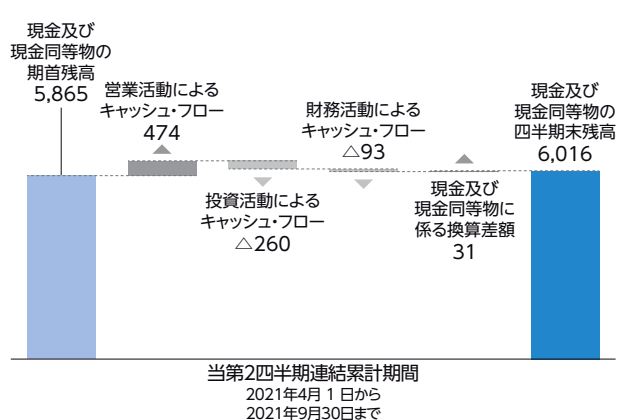 現金及び
現金同等物の
期首残高
5,865
営業活動による
キャッシュ・フロー
474
投資活動による
キャッシュ・フロー
△260
財務活動による
キャッシュ・フロー
△93
現金及び
現金同等物に
係る換算差額
31
現金及び
現金同等物の
四半期末残高
6,016
当第2四半期連結累計期間
2021年4月 1 日から
2021年9月30日まで